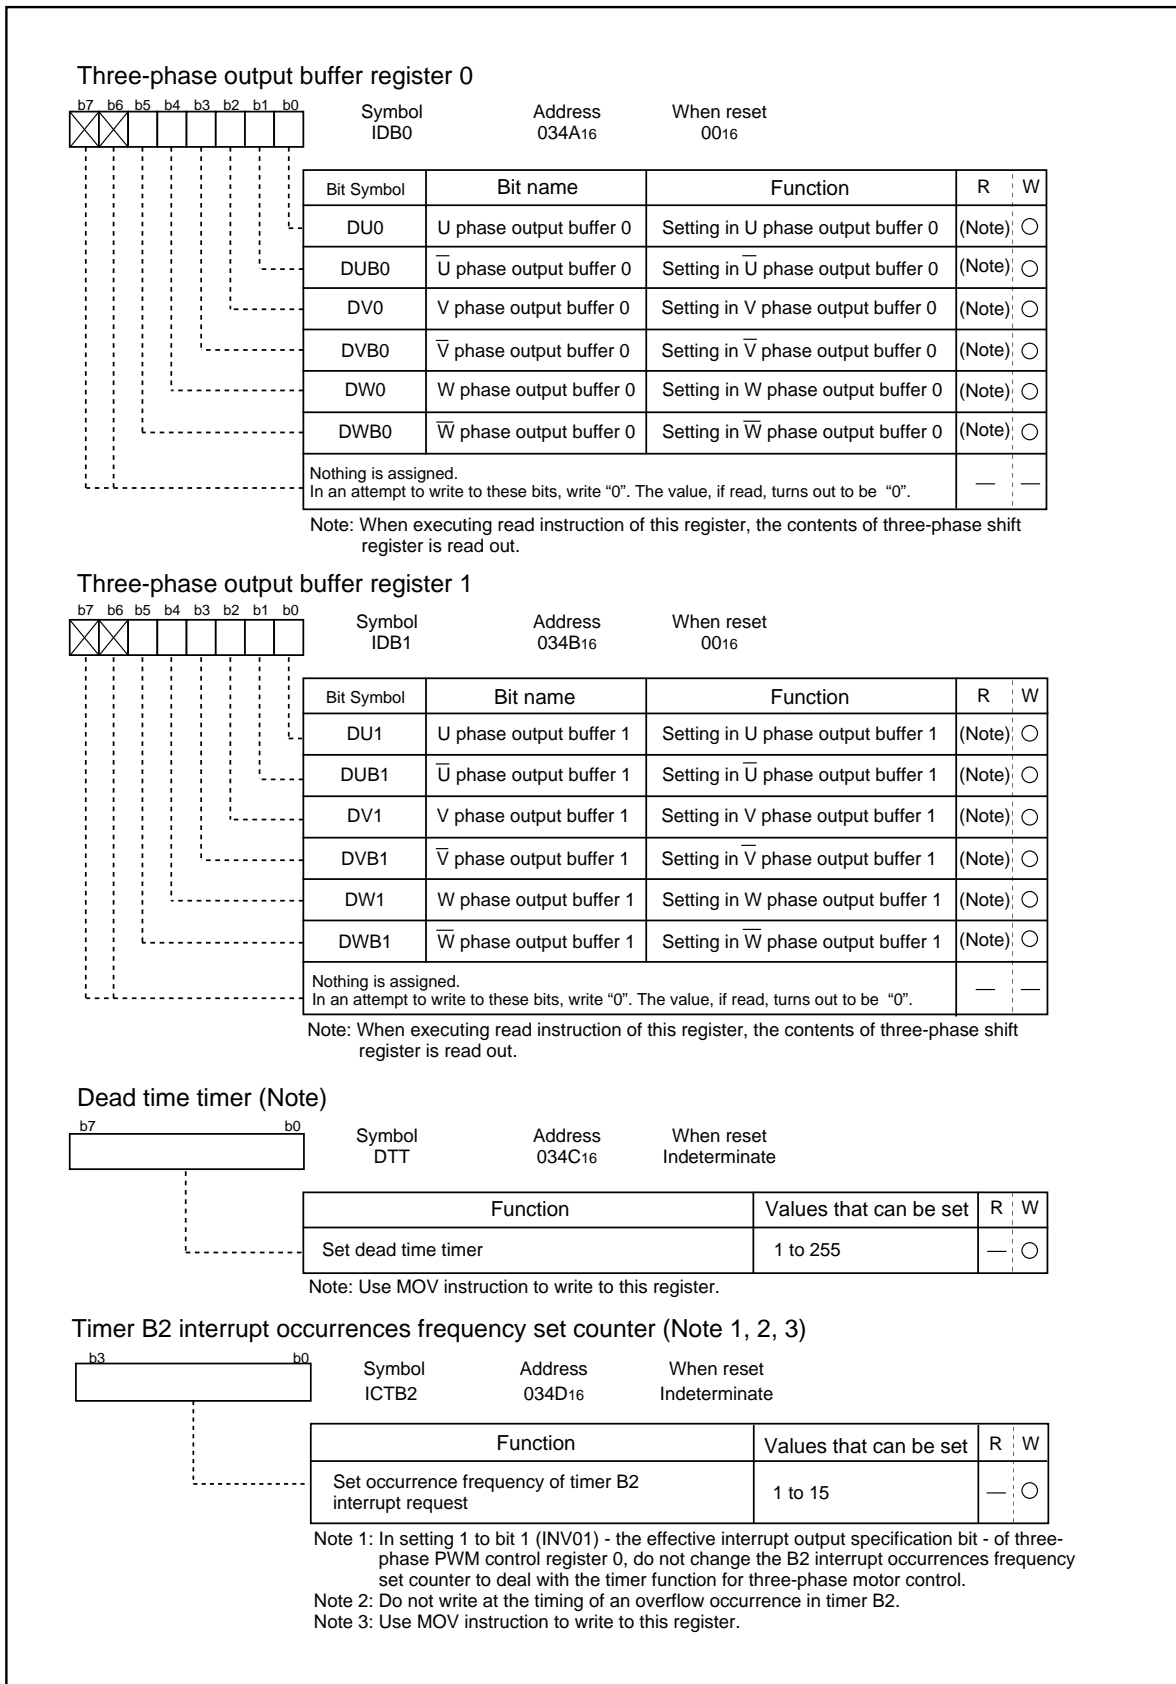 Three-phase output buffer register 0
b7 b6 b5 b4 b3 b2 b1 b0
Symbol Address When reset
IDB0 034A16 0016
Bit Symbol Bit name Function R W
DU0 U phase output buffer 0 Setting in U phase output buffer 0 (Note) ○
DUB0 U̅ phase output buffer 0 Setting in U̅ phase output buffer 0 (Note) ○
DV0 V phase output buffer 0 Setting in V phase output buffer 0 (Note) ○
DVB0 V̅ phase output buffer 0 Setting in V̅ phase output buffer 0 (Note) ○
DW0 W phase output buffer 0 Setting in W phase output buffer 0 (Note) ○
DWB0 W̅ phase output buffer 0 Setting in W̅ phase output buffer 0 (Note) ○
Nothing is assigned.
In an attempt to write to these bits, write “0”. The value, if read, turns out to be “0”. — —
Note: When executing read instruction of this register, the contents of three-phase shift
register is read out.
Three-phase output buffer register 1
b7 b6 b5 b4 b3 b2 b1 b0
Symbol Address When reset
IDB1 034B16 0016
Bit Symbol Bit name Function R W
DU1 U phase output buffer 1 Setting in U phase output buffer 1 (Note) ○
DUB1 U̅ phase output buffer 1 Setting in U̅ phase output buffer 1 (Note) ○
DV1 V phase output buffer 1 Setting in V phase output buffer 1 (Note) ○
DVB1 V̅ phase output buffer 1 Setting in V̅ phase output buffer 1 (Note) ○
DW1 W phase output buffer 1 Setting in W phase output buffer 1 (Note) ○
DWB1 W̅ phase output buffer 1 Setting in W̅ phase output buffer 1 (Note) ○
Nothing is assigned.
In an attempt to write to these bits, write “0”. The value, if read, turns out to be “0”. — —
Note: When executing read instruction of this register, the contents of three-phase shift
register is read out.
Dead time timer (Note)
b7 b0
Symbol Address When reset
DTT 034C16 Indeterminate
Function Values that can be set R W
Set dead time timer 1 to 255 — ○
Note: Use MOV instruction to write to this register.
Timer B2 interrupt occurrences frequency set counter (Note 1, 2, 3)
b3 b0
Symbol Address When reset
ICTB2 034D16 Indeterminate
Function Values that can be set R W
Set occurrence frequency of timer B2
interrupt request 1 to 15 — ○
Note 1: In setting 1 to bit 1 (INV01) - the effective interrupt output specification bit - of three-
phase PWM control register 0, do not change the B2 interrupt occurrences frequency
set counter to deal with the timer function for three-phase motor control.
Note 2: Do not write at the timing of an overflow occurrence in timer B2.
Note 3: Use MOV instruction to write to this register.